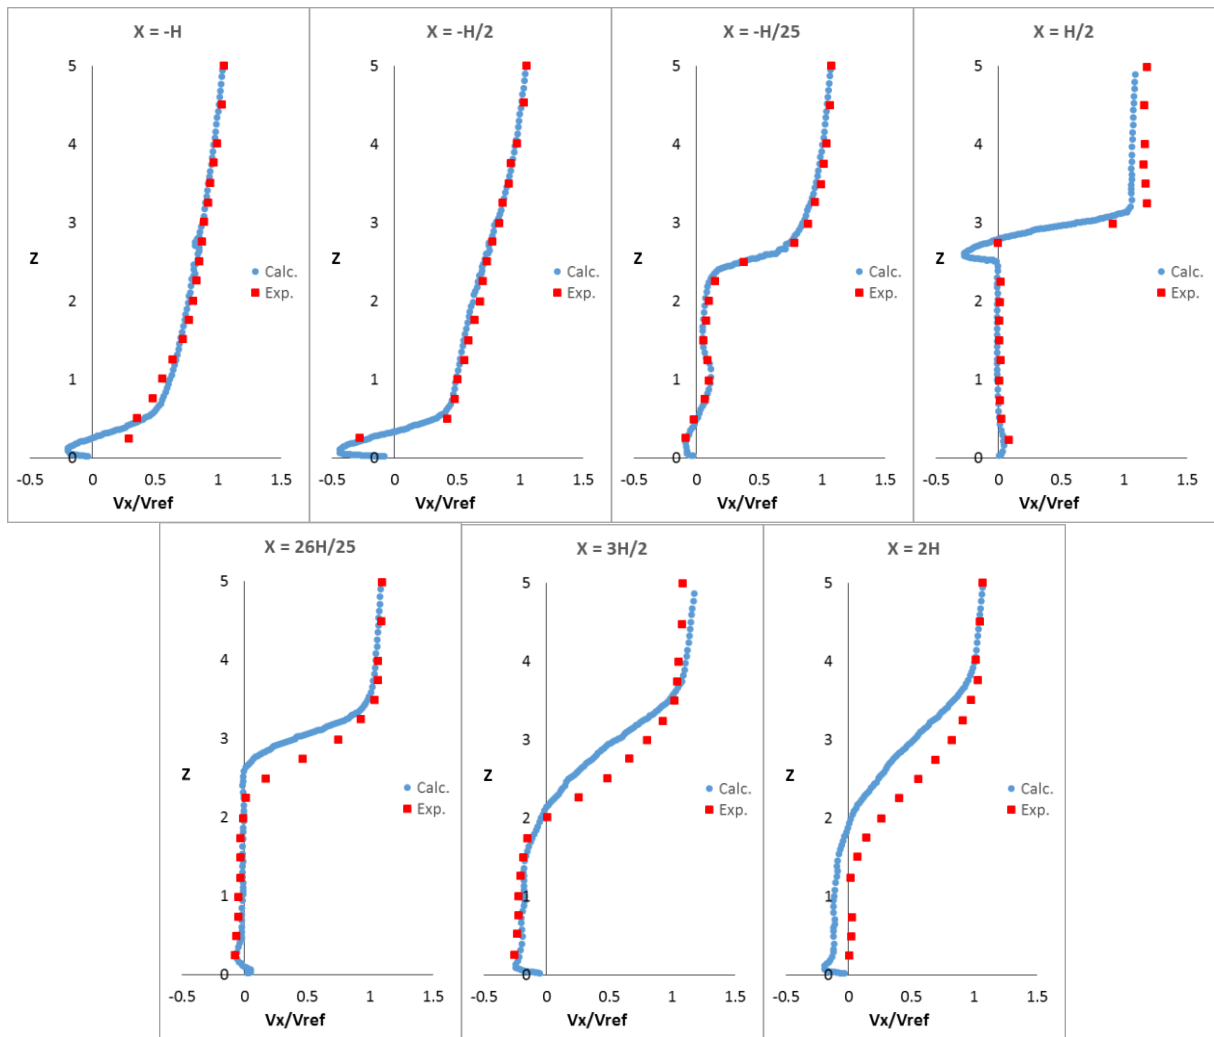 X = -H
5
4
3
Z
2
1
0
-0.5 0 0.5 1 1.5
Vx/Vref
Calc.
Exp.
X = -H/2
5
4
3
Z
2
1
0
-0.5 0 0.5 1 1.5
Vx/Vref
Calc.
Exp.
X = -H/25
5
4
3
Z
2
1
0
-0.5 0 0.5 1 1.5
Vx/Vref
Calc.
Exp.
X = H/2
5
4
3
Z
2
1
0
-0.5 0 0.5 1 1.5
Vx/Vref
Calc.
Exp.
X = 26H/25
5
4
3
Z
2
1
0
-0.5 0 0.5 1 1.5
Vx/Vref
Calc.
Exp.
X = 3H/2
5
4
3
Z
2
1
0
-0.5 0 0.5 1 1.5
Vx/Vref
Calc.
Exp.
X = 2H
5
4
3
Z
2
1
0
-0.5 0 0.5 1 1.5
Vx/Vref
Calc.
Exp.